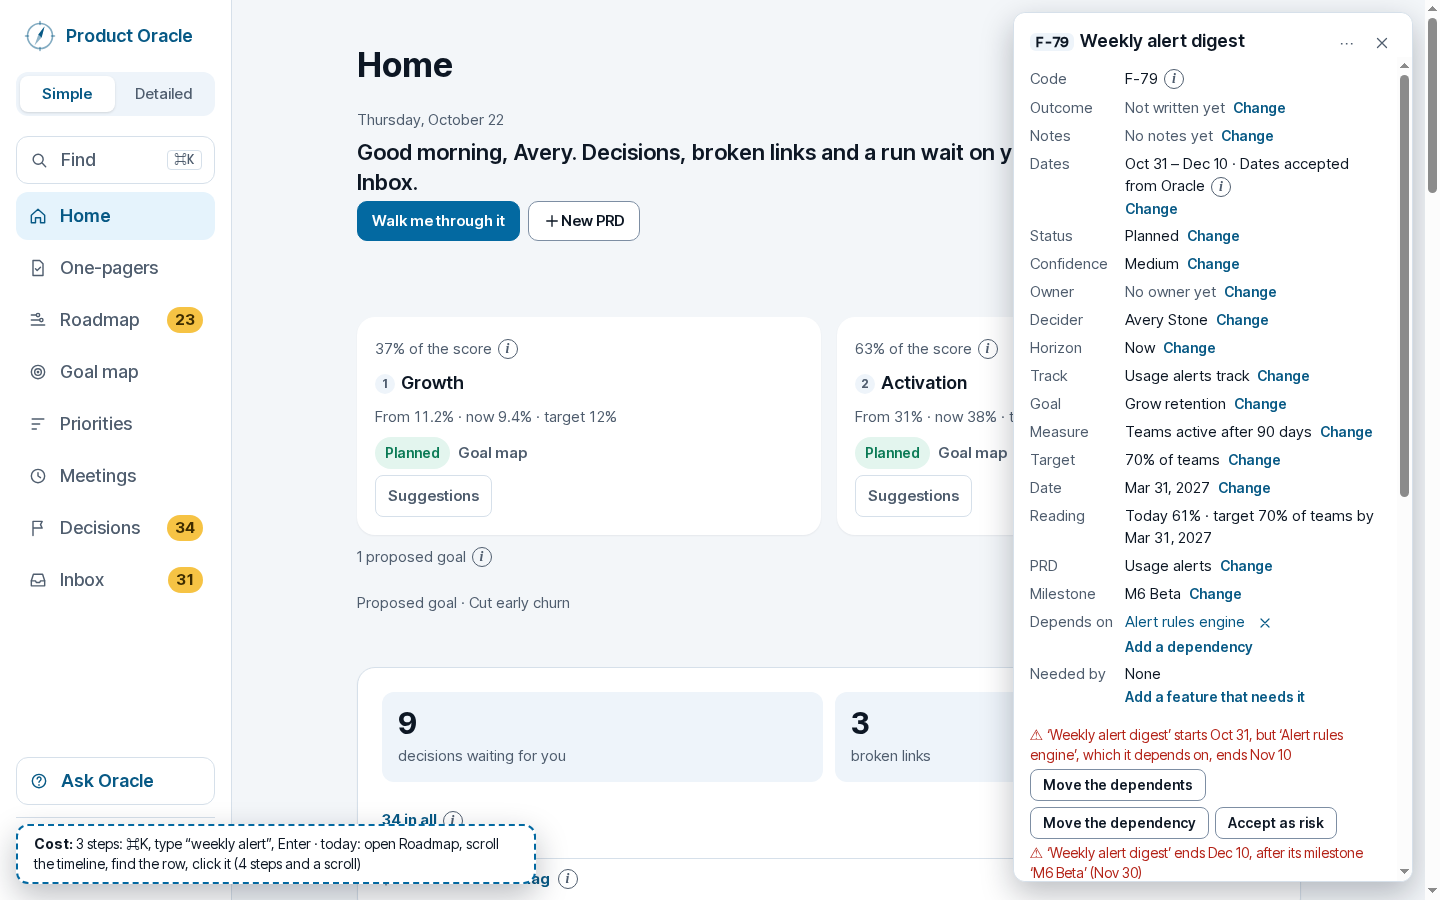 Product Oracle
Simple
Detailed
Find
⌘K
Home
One-pagers
Roadmap
23
Goal map
Priorities
Meetings
Decisions
34
Inbox
31
Ask Oracle
Home
Thursday, October 22
Good morning, Avery. Decisions, broken links and a run wait on y
Inbox.
Walk me through it
+ New PRD
37% of the score i
1 Growth
From 11.2% · now 9.4% · target 12%
Planned
Goal map
Suggestions
63% of the score i
2 Activation
From 31% · now 38% · t
Planned
Goal map
Suggestions
1 proposed goal i
Proposed goal · Cut early churn
9
decisions waiting for you
3
broken links
34 in all i
Cost: 3 steps: ⌘K, type “weekly alert”, Enter · today: open Roadmap, scroll
the timeline, find the row, click it (4 steps and a scroll)
F-79 Weekly alert digest
···
Code F-79 i
Outcome Not written yet Change
Notes No notes yet Change
Dates Oct 31 – Dec 10 · Dates accepted
from Oracle i
Change
Status Planned Change
Confidence Medium Change
Owner No owner yet Change
Decider Avery Stone Change
Horizon Now Change
Track Usage alerts track Change
Goal Grow retention Change
Measure Teams active after 90 days Change
Target 70% of teams Change
Date Mar 31, 2027 Change
Reading Today 61% · target 70% of teams by
Mar 31, 2027
PRD Usage alerts Change
Milestone M6 Beta Change
Depends on Alert rules engine ×
Add a dependency
Needed by None
Add a feature that needs it
⚠ ‘Weekly alert digest’ starts Oct 31, but ‘Alert rules
engine’, which it depends on, ends Nov 10
Move the dependents
Move the dependency
Accept as risk
⚠ ‘Weekly alert digest’ ends Dec 10, after its milestone
‘M6 Beta’ (Nov 30)